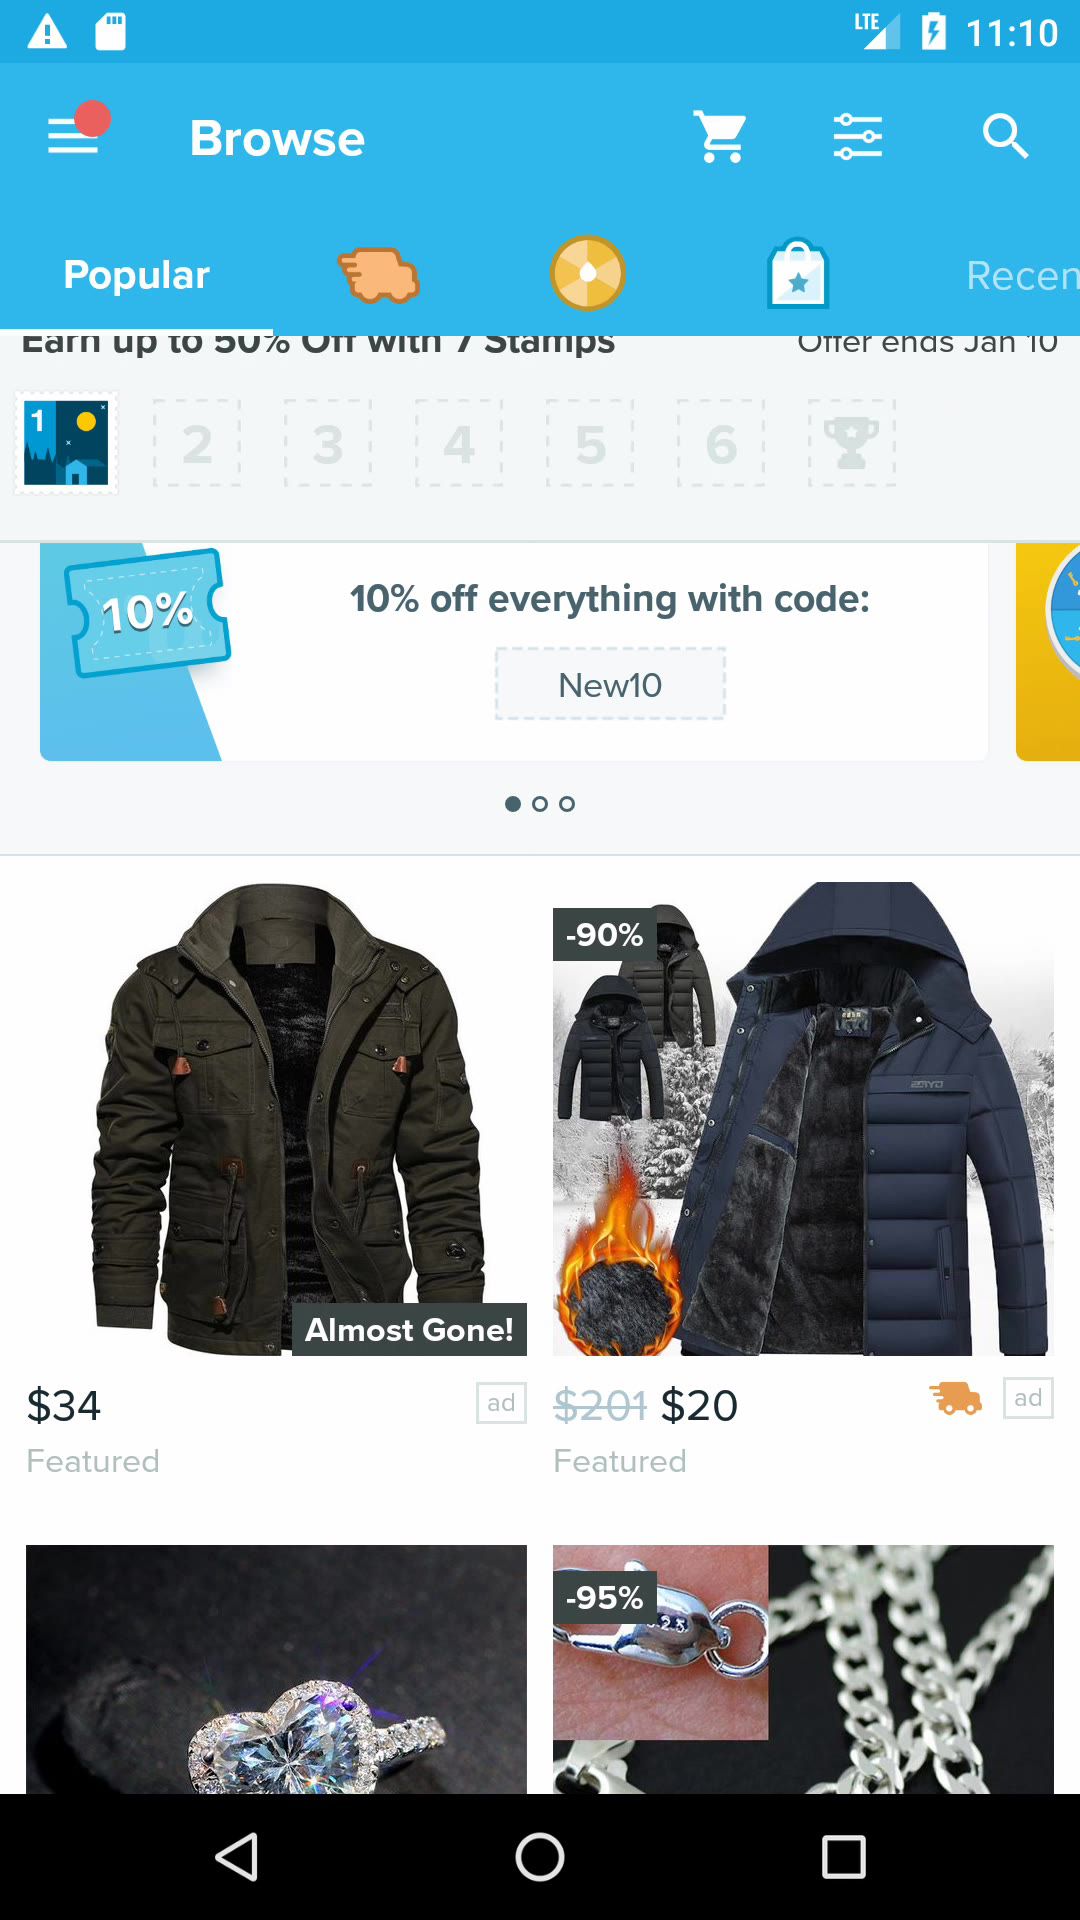 LTE 11:10
Browse
Popular
Recen
Earn up to 50% Off with 7 Stamps
Offer ends Jan 10
1 2 3 4 5 6
10%
10% off everything with code:
New10
-90%
Almost Gone!
$34 ad
$201 $20 ad
Featured
Featured
-95%